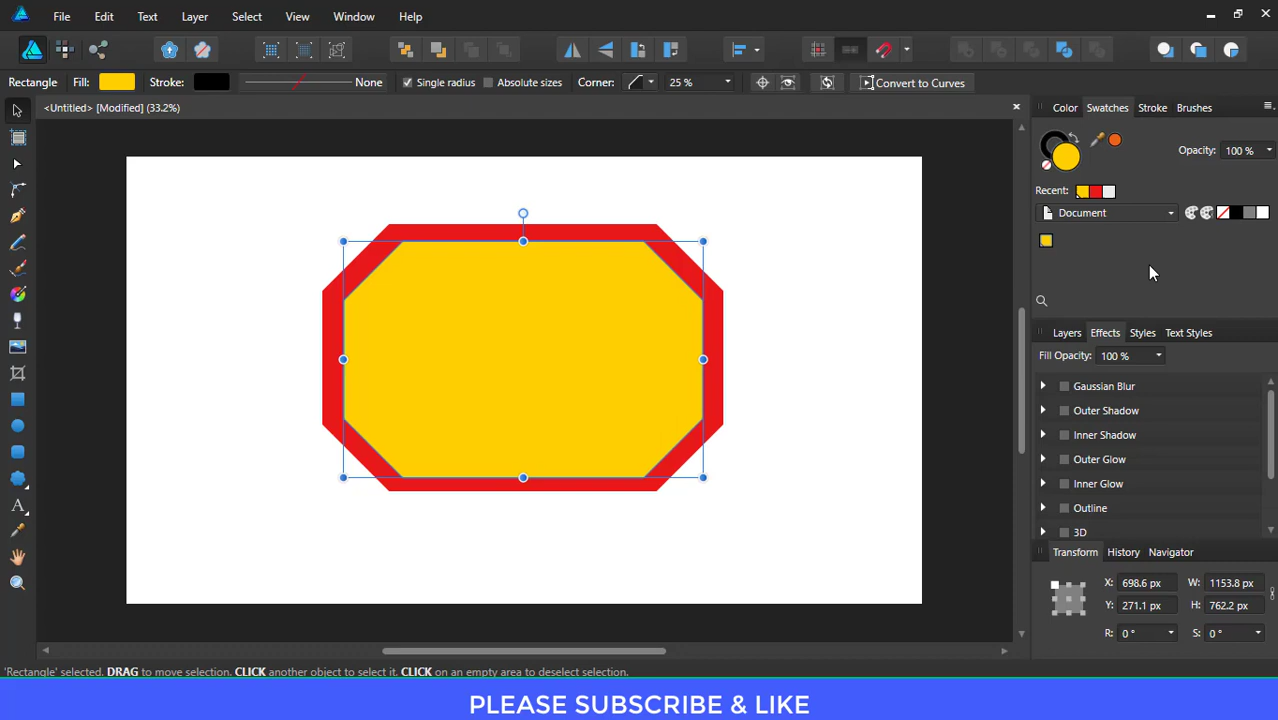 File Edit Text Layer Select View Window Help
Rectangle Fill: Stroke: None Single radius Absolute sizes Corner: 25 % Convert to Curves
<Untitled> [Modified] (33.2%)
Color Swatches Stroke Brushes
Opacity: 100 %
Recent:
Document
Layers Effects Styles Text Styles
Fill Opacity: 100 %
Gaussian Blur
Outer Shadow
Inner Shadow
Outer Glow
Inner Glow
Outline
3D
Transform History Navigator
X: 698.6 px W: 1153.8 px
Y: 271.1 px H: 762.2 px
R: 0 ° S: 0 °
'Rectangle' selected. DRAG to move selection. CLICK another object to select it. CLICK on an empty area to deselect selection.
PLEASE SUBSCRIBE & LIKE